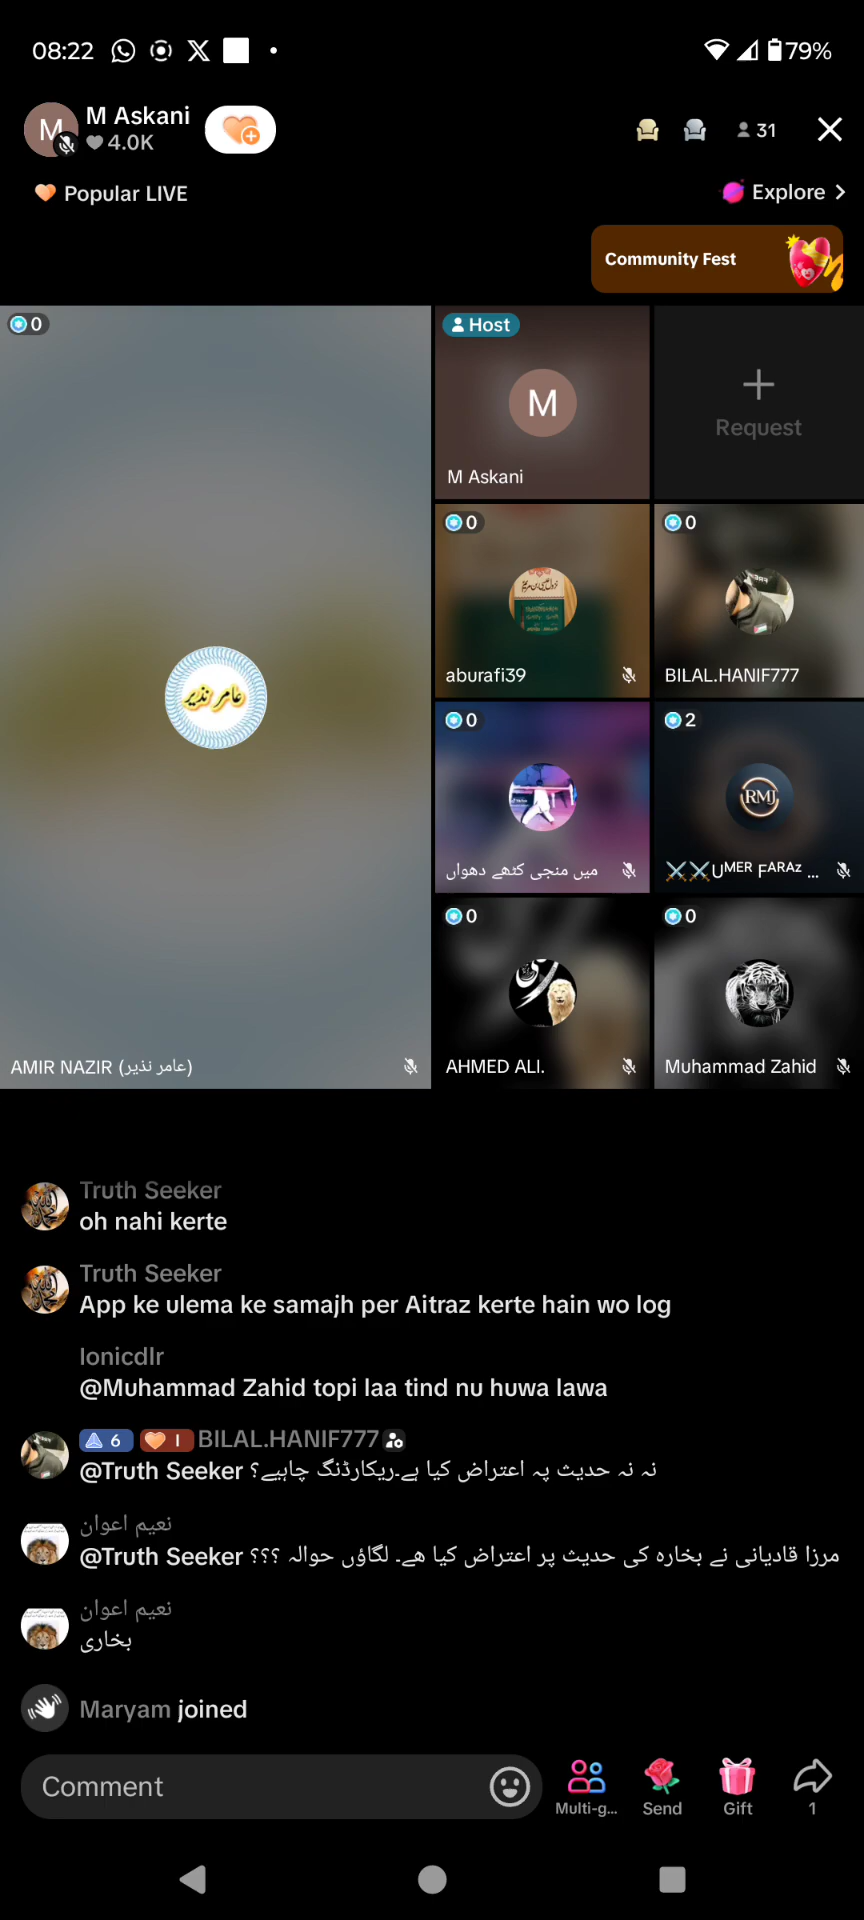 08:22
79%
M
M Askani
4.0K
31
Popular LIVE
Explore
Community Fest
0
Host
M
M Askani
Request
0
aburafi39
0
BILAL.HANIF777
عامر نذیر
0
میں منجی کتھے دھواں
2
RMJ
⚔️⚔️Uᴹᴱᴿ Fᴬᴿᴬᶻ ...
AMIR NAZIR (عامر نذیر)
0
AHMED ALI.
0
Muhammad Zahid
Truth Seeker
oh nahi kerte
Truth Seeker
App ke ulema ke samajh per Aitraz kerte hain wo log
lonicdlr
@Muhammad Zahid topi laa tind nu huwa lawa
6 I BILAL.HANIF777
@Truth Seeker نہ نہ حدیث پہ اعتراض کیا ہے۔ریکارڈنگ چاہیے؟
نعیم اعوان
@Truth Seeker مرزا قادیانی نے بخارہ کی حدیث پر اعتراض کیا ھے۔ لگاؤں حوالہ ؟؟؟
نعیم اعوان
بخاری
Maryam joined
Comment
Multi-g...
Send
Gift
1